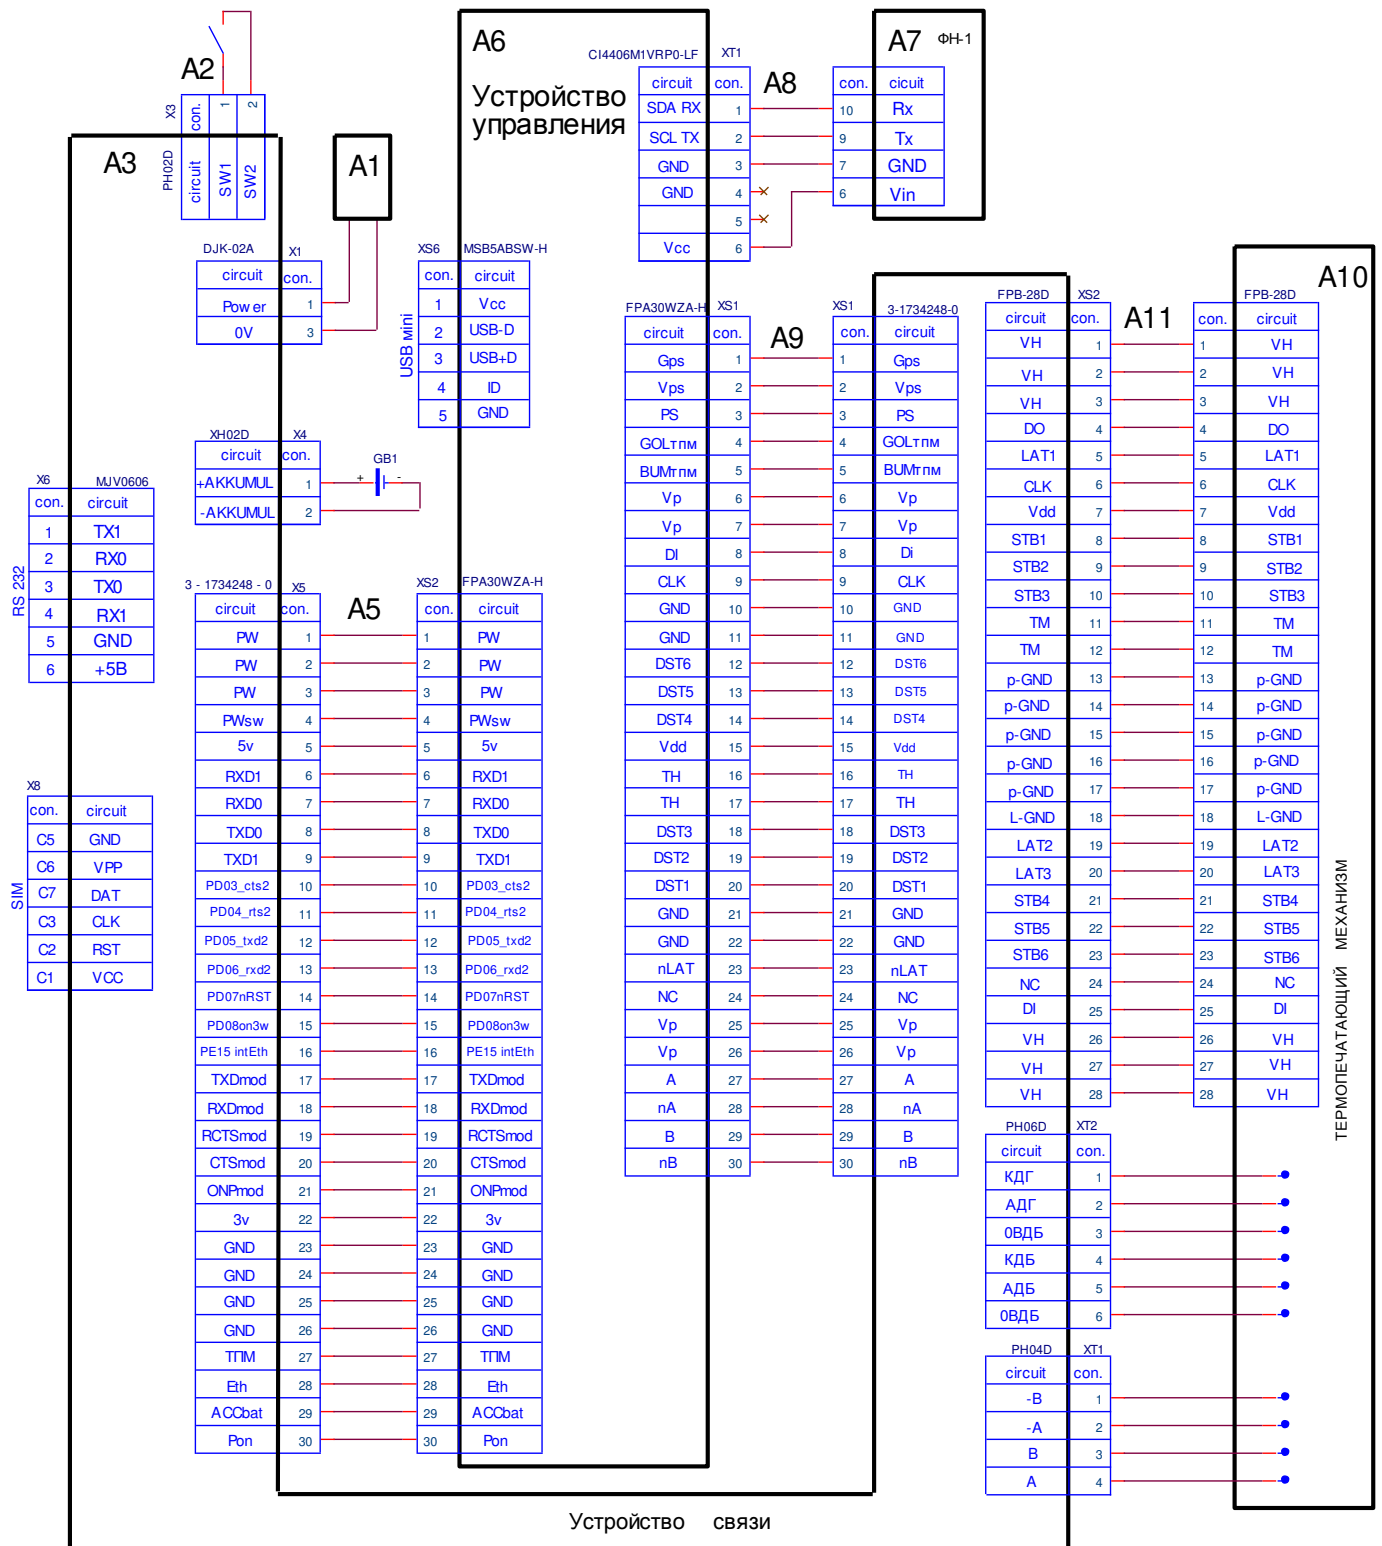 A2
X3
PH02D
con. 1 2
circuit SW1 SW2
A3
A1
DJK-02A X1
circuit con.
Power 1
0V 3
XH02D X4
circuit con.
+AKKUMUL 1
-AKKUMUL 2
GB1
+ -
X6 MJV0606
RS 232
con. circuit
1 TX1
2 RX0
3 TX0
4 RX1
5 GND
6 +5B
X8
SIM
con. circuit
C5 GND
C6 VPP
C7 DAT
C3 CLK
C2 RST
C1 VCC
A6
Устройство
управления
CI4406M1VRP0-LF XT1
circuit con.
SDA RX 1
SCL TX 2
GND 3
GND 4
5
Vcc 6
A8
A7 ФН-1
con. cicuit
10 Rx
9 Tx
7 GND
6 Vin
XS6 MSB5ABSW-H
USB мini
con. circuit
1 Vcc
2 USB-D
3 USB+D
4 ID
5 GND
3 - 1734248 - 0 X5 A5 XS2 FPA30WZA-H
circuit con. con. circuit
PW 1 1 PW
PW 2 2 PW
PW 3 3 PW
PWsw 4 4 PWsw
5v 5 5 5v
RXD1 6 6 RXD1
RXD0 7 7 RXD0
TXD0 8 8 TXD0
TXD1 9 9 TXD1
PD03_cts2 10 10 PD03_cts2
PD04_rts2 11 11 PD04_rts2
PD05_txd2 12 12 PD05_txd2
PD06_rxd2 13 13 PD06_rxd2
PD07nRST 14 14 PD07nRST
PD08on3w 15 15 PD08on3w
PE15 intEth 16 16 PE15 intEth
TXDmod 17 17 TXDmod
RXDmod 18 18 RXDmod
RCTSmod 19 19 RCTSmod
CTSmod 20 20 CTSmod
ONPmod 21 21 ONPmod
3v 22 22 3v
GND 23 23 GND
GND 24 24 GND
GND 25 25 GND
GND 26 26 GND
ТПМ 27 27 ТПМ
Eth 28 28 Eth
ACCbat 29 29 ACCbat
Pon 30 30 Pon
FPA30WZA-H XS1 A9 XS1 3-1734248-0
circuit con. con. circuit
Gps 1 1 Gps
Vps 2 2 Vps
PS 3 3 PS
GOLтпм 4 4 GOLтпм
BUMтпм 5 5 BUMтпм
Vp 6 6 Vp
Vp 7 7 Vp
DI 8 8 Di
CLK 9 9 CLK
GND 10 10 GND
GND 11 11 GND
DST6 12 12 DST6
DST5 13 13 DST5
DST4 14 14 DST4
Vdd 15 15 Vdd
TH 16 16 TH
TH 17 17 TH
DST3 18 18 DST3
DST2 19 19 DST2
DST1 20 20 DST1
GND 21 21 GND
GND 22 22 GND
nLAT 23 23 nLAT
NC 24 24 NC
Vp 25 25 Vp
Vp 26 26 Vp
A 27 27 A
nA 28 28 nA
B 29 29 B
nB 30 30 nB
A10
FPB-28D XS2 A11 FPB-28D
circuit con. con. circuit
VH 1 1 VH
VH 2 2 VH
VH 3 3 VH
DO 4 4 DO
LAT1 5 5 LAT1
CLK 6 6 CLK
Vdd 7 7 Vdd
STB1 8 8 STB1
STB2 9 9 STB2
STB3 10 10 STB3
TM 11 11 TM
TM 12 12 TM
p-GND 13 13 p-GND
p-GND 14 14 p-GND
p-GND 15 15 p-GND
p-GND 16 16 p-GND
p-GND 17 17 p-GND
L-GND 18 18 L-GND
LAT2 19 19 LAT2
LAT3 20 20 LAT3
STB4 21 21 STB4
STB5 22 22 STB5
STB6 23 23 STB6
NC 24 24 NC
DI 25 25 DI
VH 26 26 VH
VH 27 27 VH
VH 28 28 VH
ТЕРМОПЕЧАТАЮЩИЙ МЕХАНИЗМ
PH06D XT2
circuit con.
КДГ 1
АДГ 2
0ВДБ 3
КДБ 4
АДБ 5
0ВДБ 6
PH04D XT1
circuit con.
-B 1
-A 2
B 3
A 4
Устройство связи